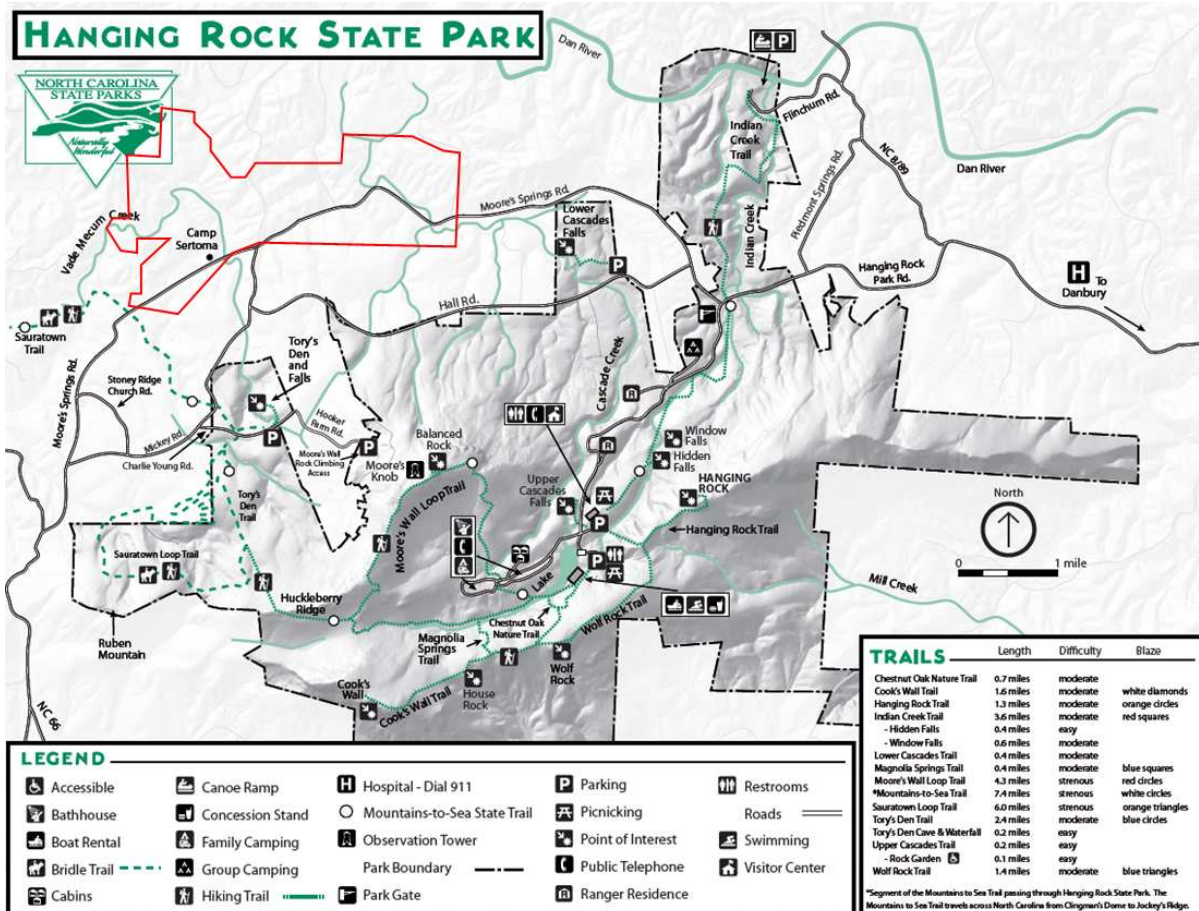 HANGING ROCK STATE PARK
NORTH CAROLINA
STATE PARKS
Naturally
Wonderful
Dan River
P
Flinchum Rd.
Indian
Creek
Trail
NC 8/89
Dan River
Piedmont Springs Rd.
Moore's Springs Rd.
Lower
Cascades
Falls
Vade Mecum Creek
Camp
Sertoma
Indian Creek
Hanging Rock
Park Rd.
H
To
Danbury
P
Hall Rd.
Sauratown
Trail
Tory's
Den
and
Falls
Cascade Creek
Moore's Springs Rd.
Stoney Ridge
Church Rd.
R
Mickey Rd.
Hooker
Farm Rd.
P
Charlie Young Rd.
Moore's Wall
Rock Climbing
Access
P
Balanced
Rock
Moore's
Knob
R
Window
Falls
Hidden
Falls
HANGING
ROCK
Upper
Cascades
Falls
Tory's
Den
Trail
Moore's Wall Loop Trail
P
Hanging Rock Trail
North
0 1 mile
Sauratown Loop Trail
P
Lake
Mill Creek
Huckleberry
Ridge
Chestnut Oak
Nature Trail
Wolf Rock Trail
Ruben
Mountain
Magnolia
Springs
Trail
Wolf
Rock
Cook's
Wall
Cook's Wall Trail
House
Rock
NC 66
TRAILS Length Difficulty Blaze
Chestnut Oak Nature Trail 0.7 miles moderate
Cook's Wall Trail 1.6 miles moderate white diamonds
Hanging Rock Trail 1.3 miles moderate orange circles
Indian Creek Trail 3.6 miles moderate red squares
- Hidden Falls 0.4 miles easy
- Window Falls 0.6 miles moderate
Lower Cascades Trail 0.4 miles moderate
Magnolia Springs Trail 0.4 miles moderate blue squares
Moore's Wall Loop Trail 4.3 miles strenous red circles
*Mountains-to-Sea Trail 7.4 miles strenous white circles
Sauratown Loop Trail 6.0 miles strenous orange triangles
Tory's Den Trail 2.4 miles moderate blue circles
Tory's Den Cave & Waterfall 0.2 miles easy
Upper Cascades Trail 0.2 miles easy
- Rock Garden 0.1 miles easy
Wolf Rock Trail 1.4 miles moderate blue triangles
*Segment of the Mountains to Sea Trail passing through Hanging Rock State Park. The
Mountains to Sea Trail travels across North Carolina from Clingman's Dome to Jockey's Ridge.
LEGEND
Accessible
Bathhouse
Boat Rental
Bridle Trail
Cabins
Canoe Ramp
Concession Stand
Family Camping
Group Camping
Hiking Trail
H Hospital - Dial 911
Mountains-to-Sea State Trail
Observation Tower
Park Boundary
Park Gate
P Parking
Picnicking
Point of Interest
Public Telephone
R Ranger Residence
Restrooms
Roads
Swimming
Visitor Center